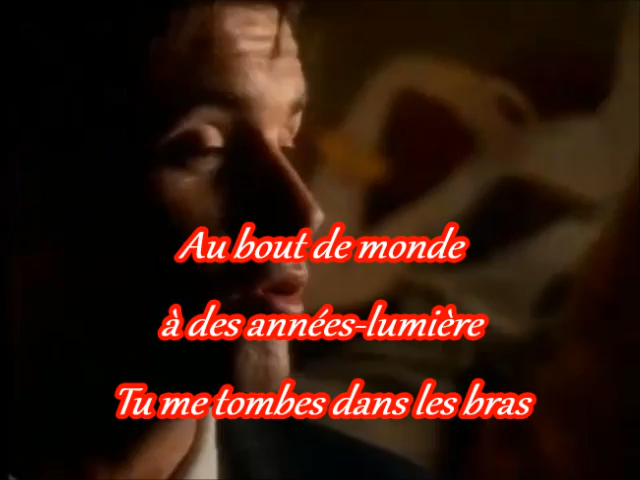 Au bout de monde
à des années-lumière
Tu me tombes dans les bras